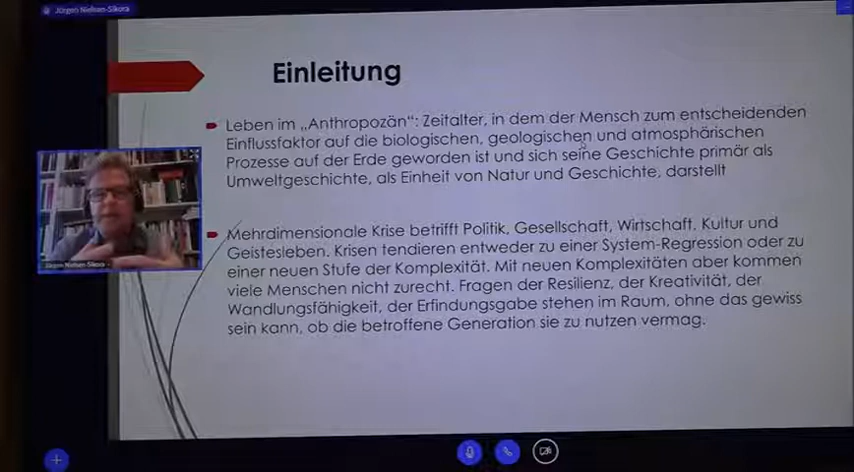 Jürgen Nielsen-Sikora
Einleitung
Leben im „Anthropozän“: Zeitalter, in dem der Mensch zum entscheidenden
Einflussfaktor auf die biologischen, geologischen und atmosphärischen
Prozesse auf der Erde geworden ist und sich seine Geschichte primär als
Umweltgeschichte, als Einheit von Natur und Geschichte, darstellt
Mehrdimensionale Krise betrifft Politik, Gesellschaft, Wirtschaft, Kultur und
Geistesleben. Krisen tendieren entweder zu einer System-Regression oder zu
einer neuen Stufe der Komplexität. Mit neuen Komplexitäten aber kommen
viele Menschen nicht zurecht. Fragen der Resilienz, der Kreativität, der
Wandlungsfähigkeit, der Erfindungsgabe stehen im Raum, ohne das gewiss
sein kann, ob die betroffene Generation sie zu nutzen vermag.
Jürgen Nielsen-Sikora